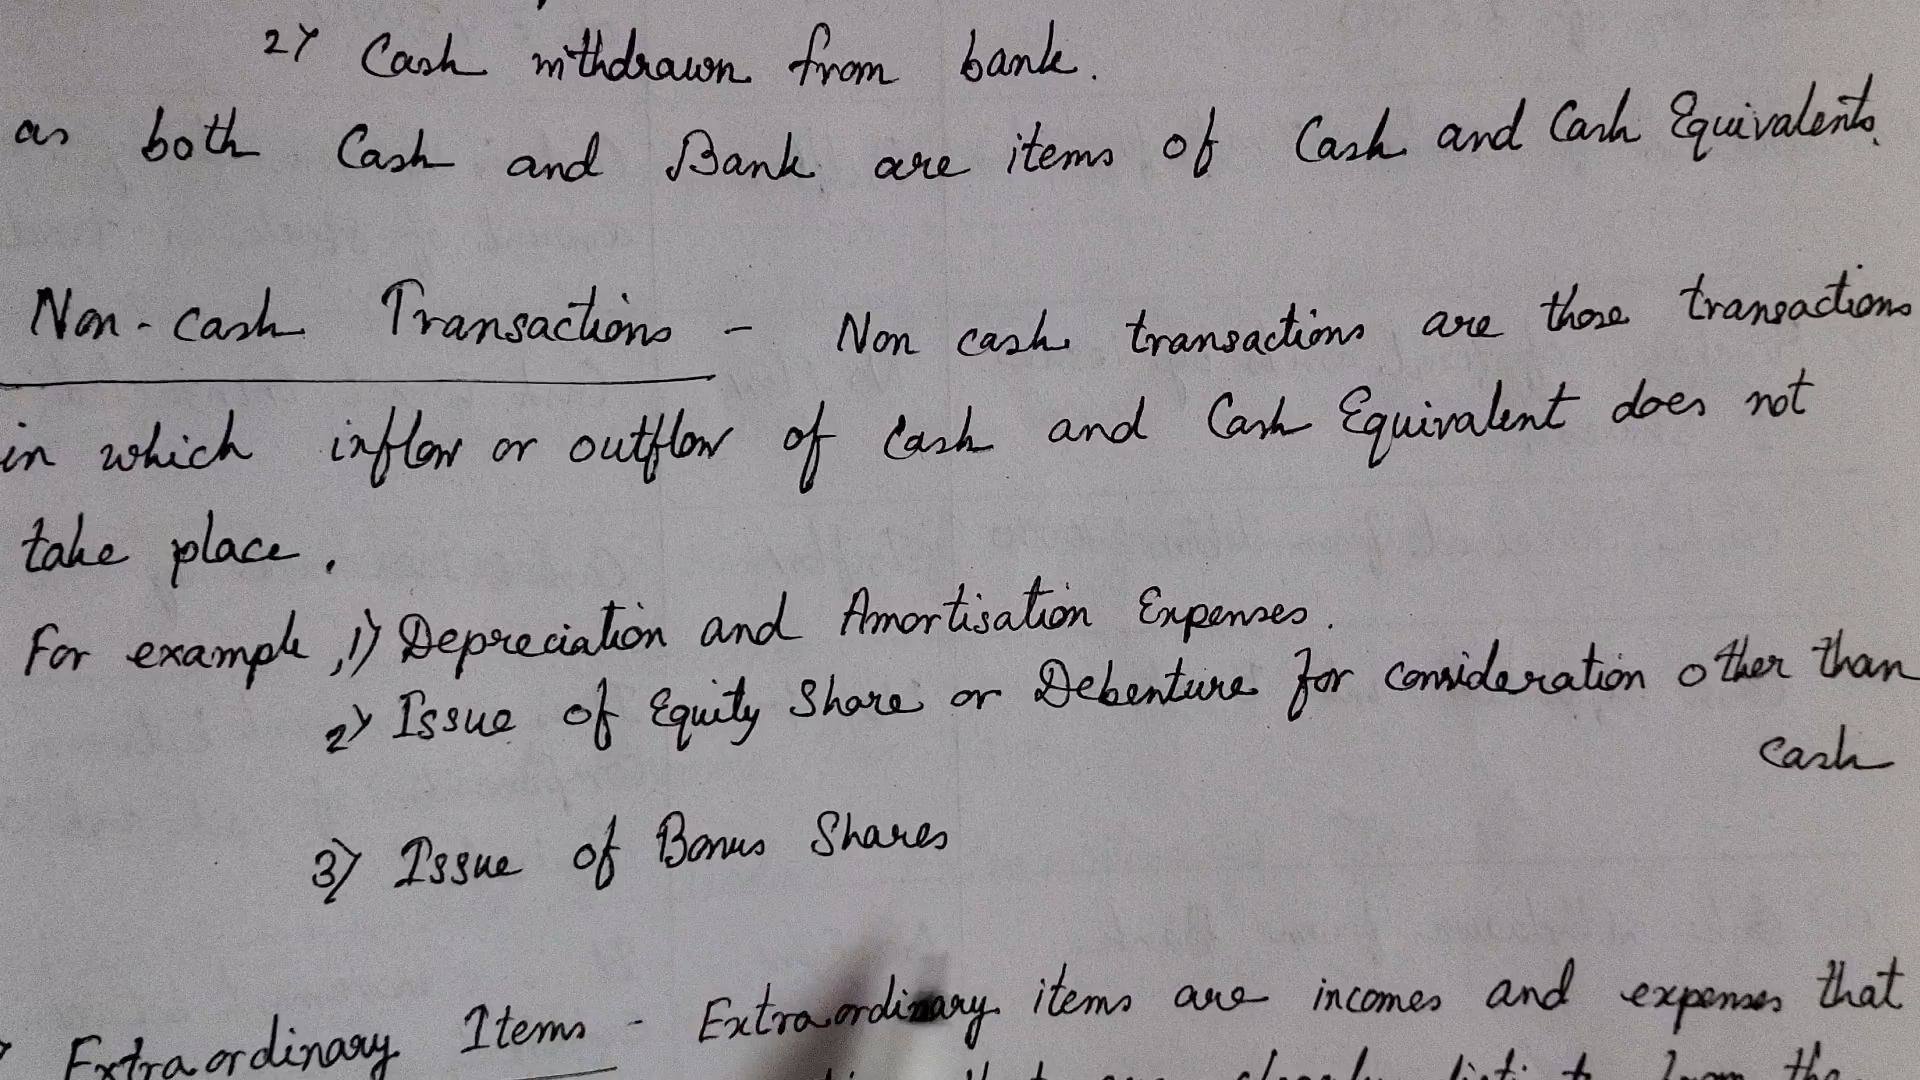 2) Cash withdrawn from bank.
as both Cash and Bank are items of Cash and Cash Equivalents.
Non-cash Transactions - Non cash transactions are those transactions
in which inflow or outflow of cash and Cash Equivalent does not
take place.
For example, 1) Depreciation and Amortisation Expenses.
2) Issue of Equity Share or Debenture for consideration other than
cash
3) Issue of Bonus Shares
Extraordinary Items - Extraordinary items are incomes and expenses that
from the